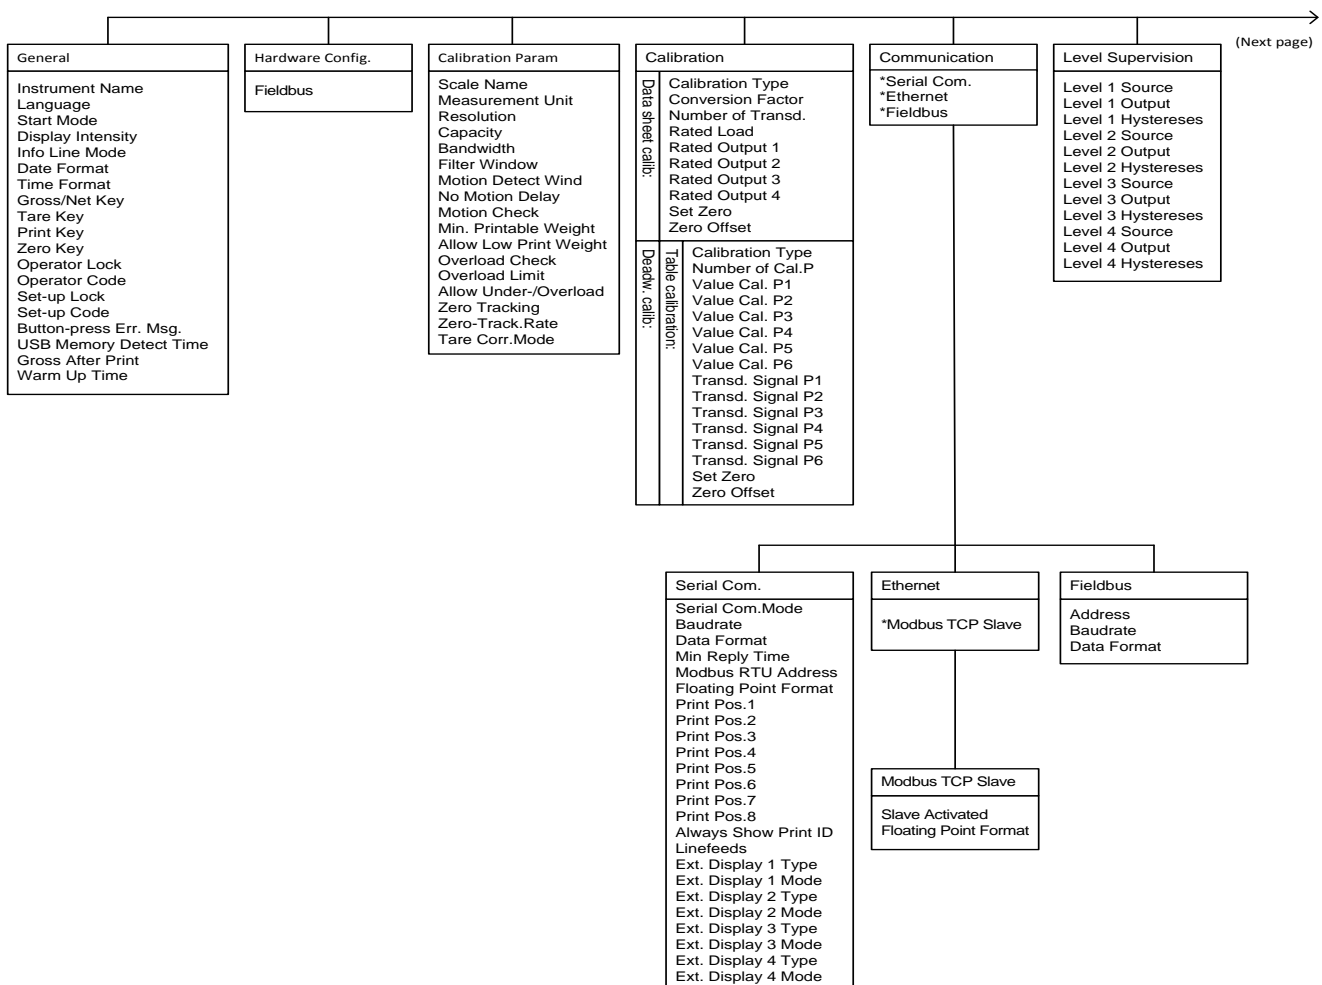 (Next page)
General
Instrument Name
Language
Start Mode
Display Intensity
Info Line Mode
Date Format
Time Format
Gross/Net Key
Tare Key
Print Key
Zero Key
Operator Lock
Operator Code
Set-up Lock
Set-up Code
Button-press Err. Msg.
USB Memory Detect Time
Gross After Print
Warm Up Time
Hardware Config.
Fieldbus
Calibration Param
Scale Name
Measurement Unit
Resolution
Capacity
Bandwidth
Filter Window
Motion Detect Wind
No Motion Delay
Motion Check
Min. Printable Weight
Allow Low Print Weight
Overload Check
Overload Limit
Allow Under-/Overload
Zero Tracking
Zero-Track.Rate
Tare Corr.Mode
Calibration
Data sheet calib:
Calibration Type
Conversion Factor
Number of Transd.
Rated Load
Rated Output 1
Rated Output 2
Rated Output 3
Rated Output 4
Set Zero
Zero Offset
Deadw. calib:
Table calibration:
Calibration Type
Number of Cal.P
Value Cal. P1
Value Cal. P2
Value Cal. P3
Value Cal. P4
Value Cal. P5
Value Cal. P6
Transd. Signal P1
Transd. Signal P2
Transd. Signal P3
Transd. Signal P4
Transd. Signal P5
Transd. Signal P6
Set Zero
Zero Offset
Communication
*Serial Com.
*Ethernet
*Fieldbus
Level Supervision
Level 1 Source
Level 1 Output
Level 1 Hystereses
Level 2 Source
Level 2 Output
Level 2 Hystereses
Level 3 Source
Level 3 Output
Level 3 Hystereses
Level 4 Source
Level 4 Output
Level 4 Hystereses
Serial Com.
Serial Com.Mode
Baudrate
Data Format
Min Reply Time
Modbus RTU Address
Floating Point Format
Print Pos.1
Print Pos.2
Print Pos.3
Print Pos.4
Print Pos.5
Print Pos.6
Print Pos.7
Print Pos.8
Always Show Print ID
Linefeeds
Ext. Display 1 Type
Ext. Display 1 Mode
Ext. Display 2 Type
Ext. Display 2 Mode
Ext. Display 3 Type
Ext. Display 3 Mode
Ext. Display 4 Type
Ext. Display 4 Mode
Ethernet
*Modbus TCP Slave
Modbus TCP Slave
Slave Activated
Floating Point Format
Fieldbus
Address
Baudrate
Data Format